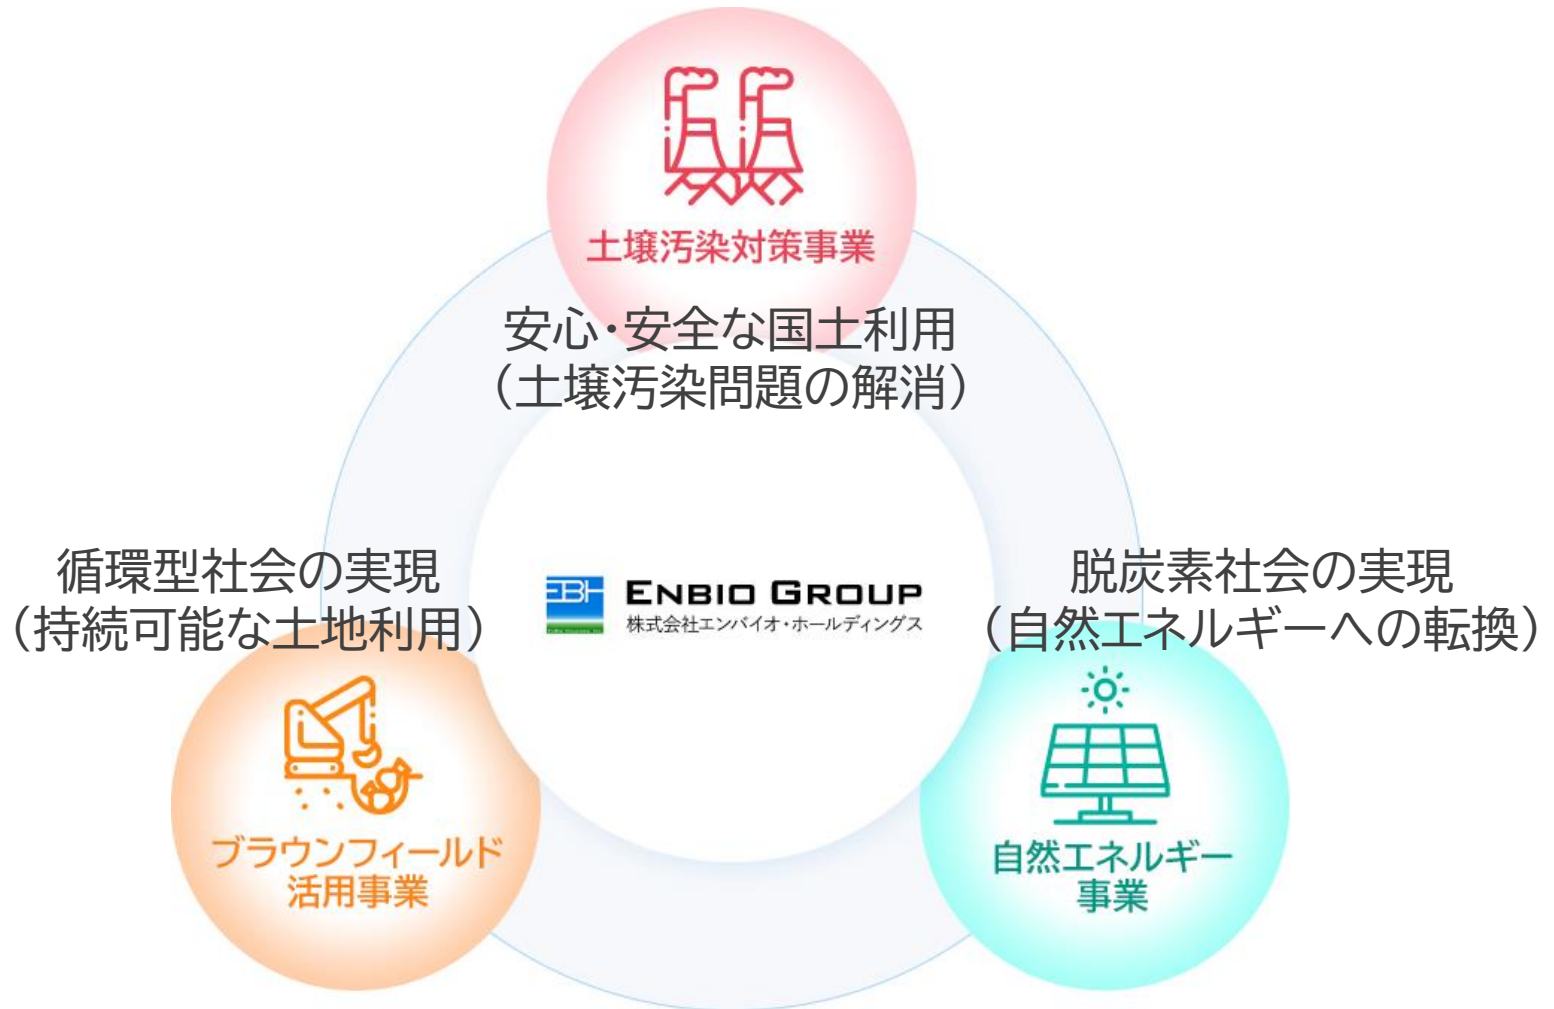 土壌汚染対策事業
安心・安全な国土利用
（土壌汚染問題の解消）
循環型社会の実現
（持続可能な土地利用）
EBH
ENBIO GROUP
株式会社エンバイオ・ホールディングス
脱炭素社会の実現
（自然エネルギーへの転換）
ブラウンフィールド
活用事業
自然エネルギー
事業